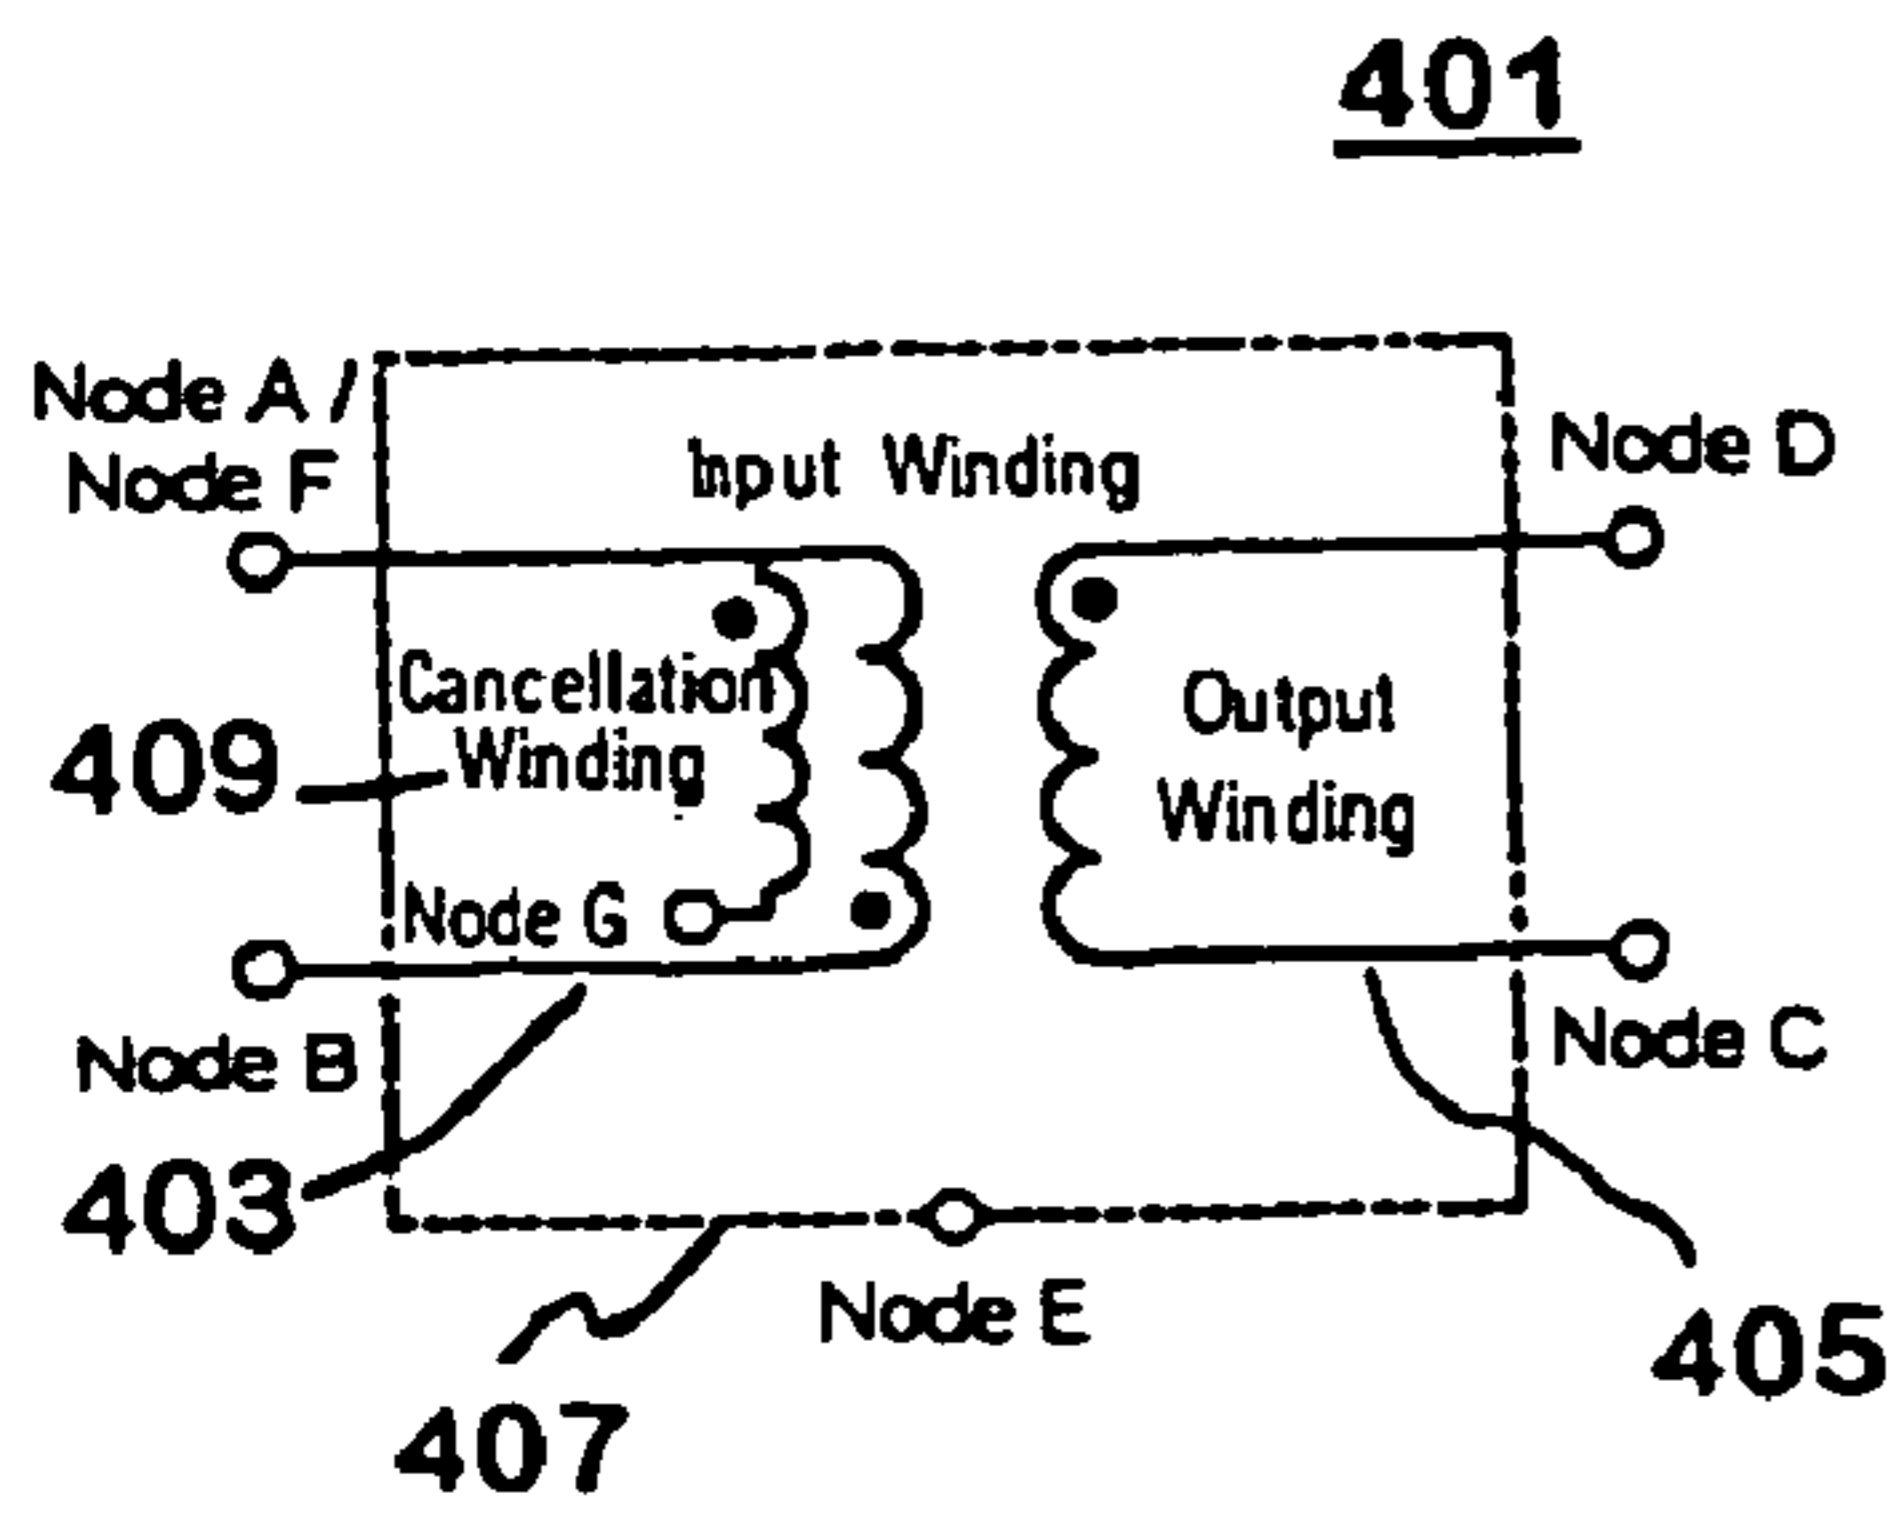 401
Node A /
Node F
Input Winding
Node D
Cancellation
Winding
409
Output
Winding
Node G
Node B
Node C
403
Node E
405
407